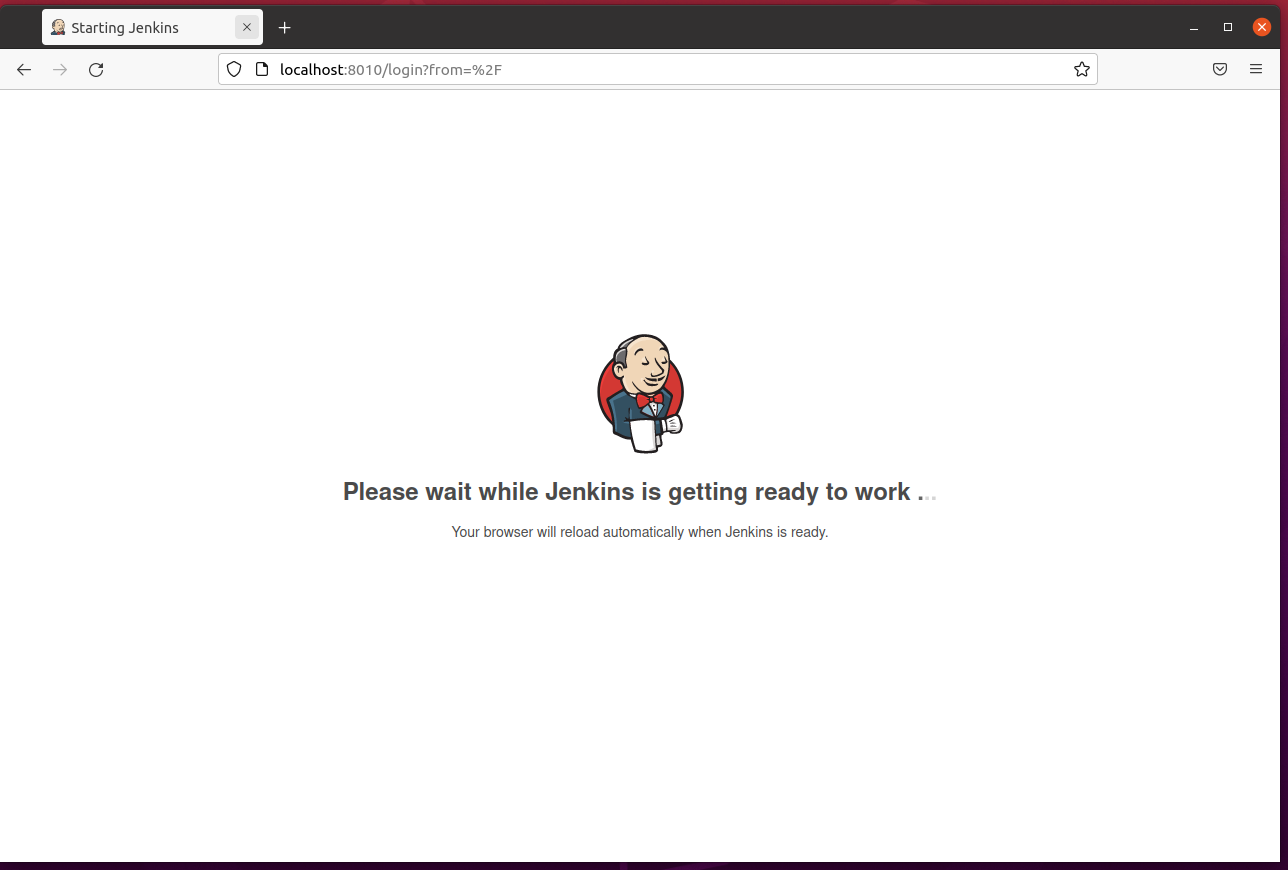 Starting Jenkins
localhost:8010/login?from=%2F
Please wait while Jenkins is getting ready to work ...
Your browser will reload automatically when Jenkins is ready.